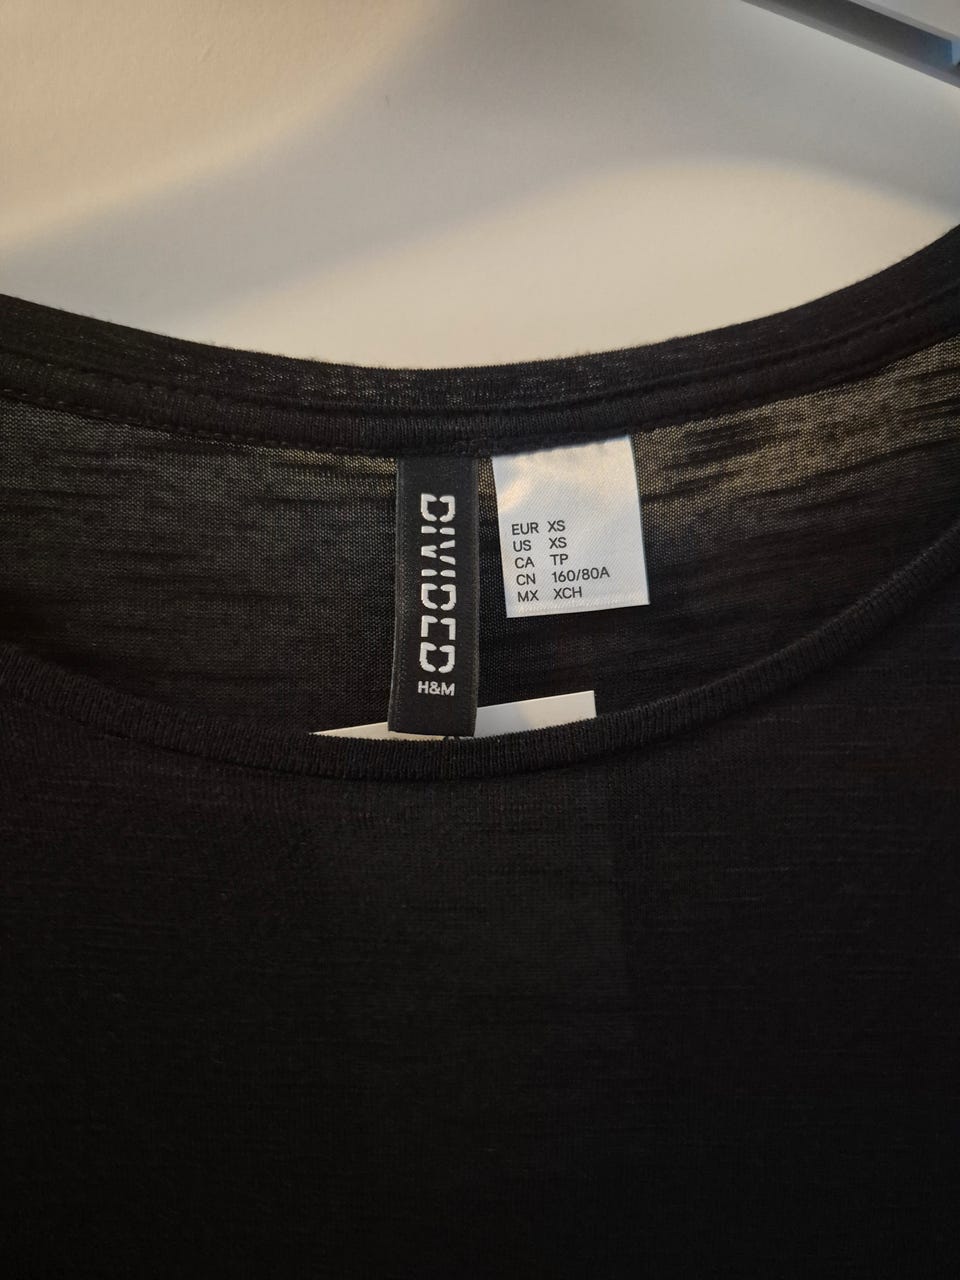 DIVIDED
H&M
EUR XS
US XS
CA TP
CN 160/80A
MX XCH